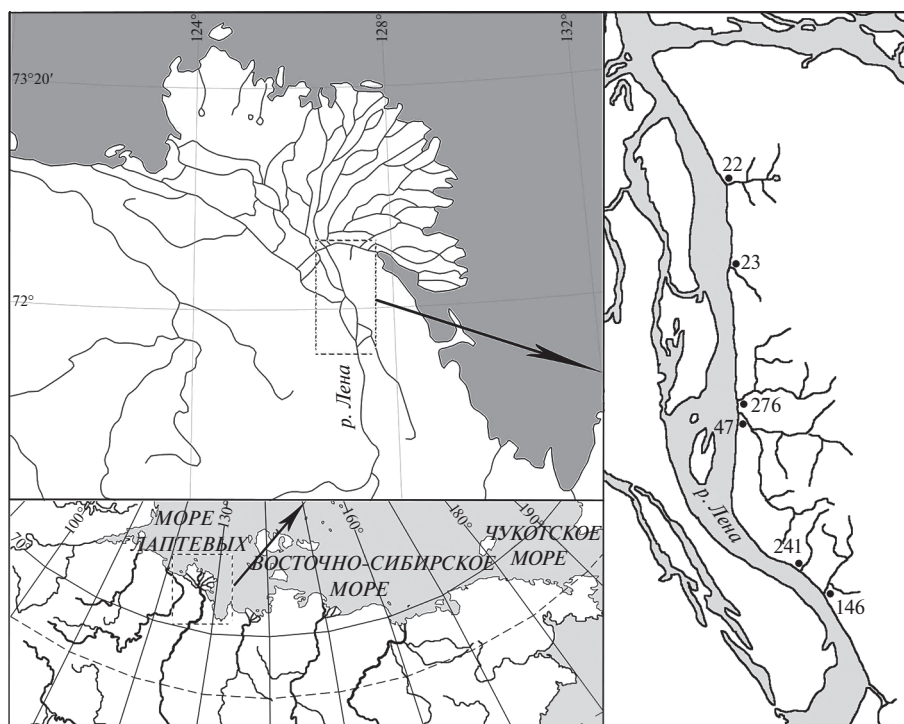 124°
128°
132°
73°20′
72°
р. Лена
100°
МОРЕ
ЛАПТЕВЫХ
130°
160°
180°
190°
ЧУКОТСКОЕ
МОРЕ
ВОСТОЧНО-СИБИРСКОЕ
МОРЕ
22
23
276
47
р. Лена
241
146